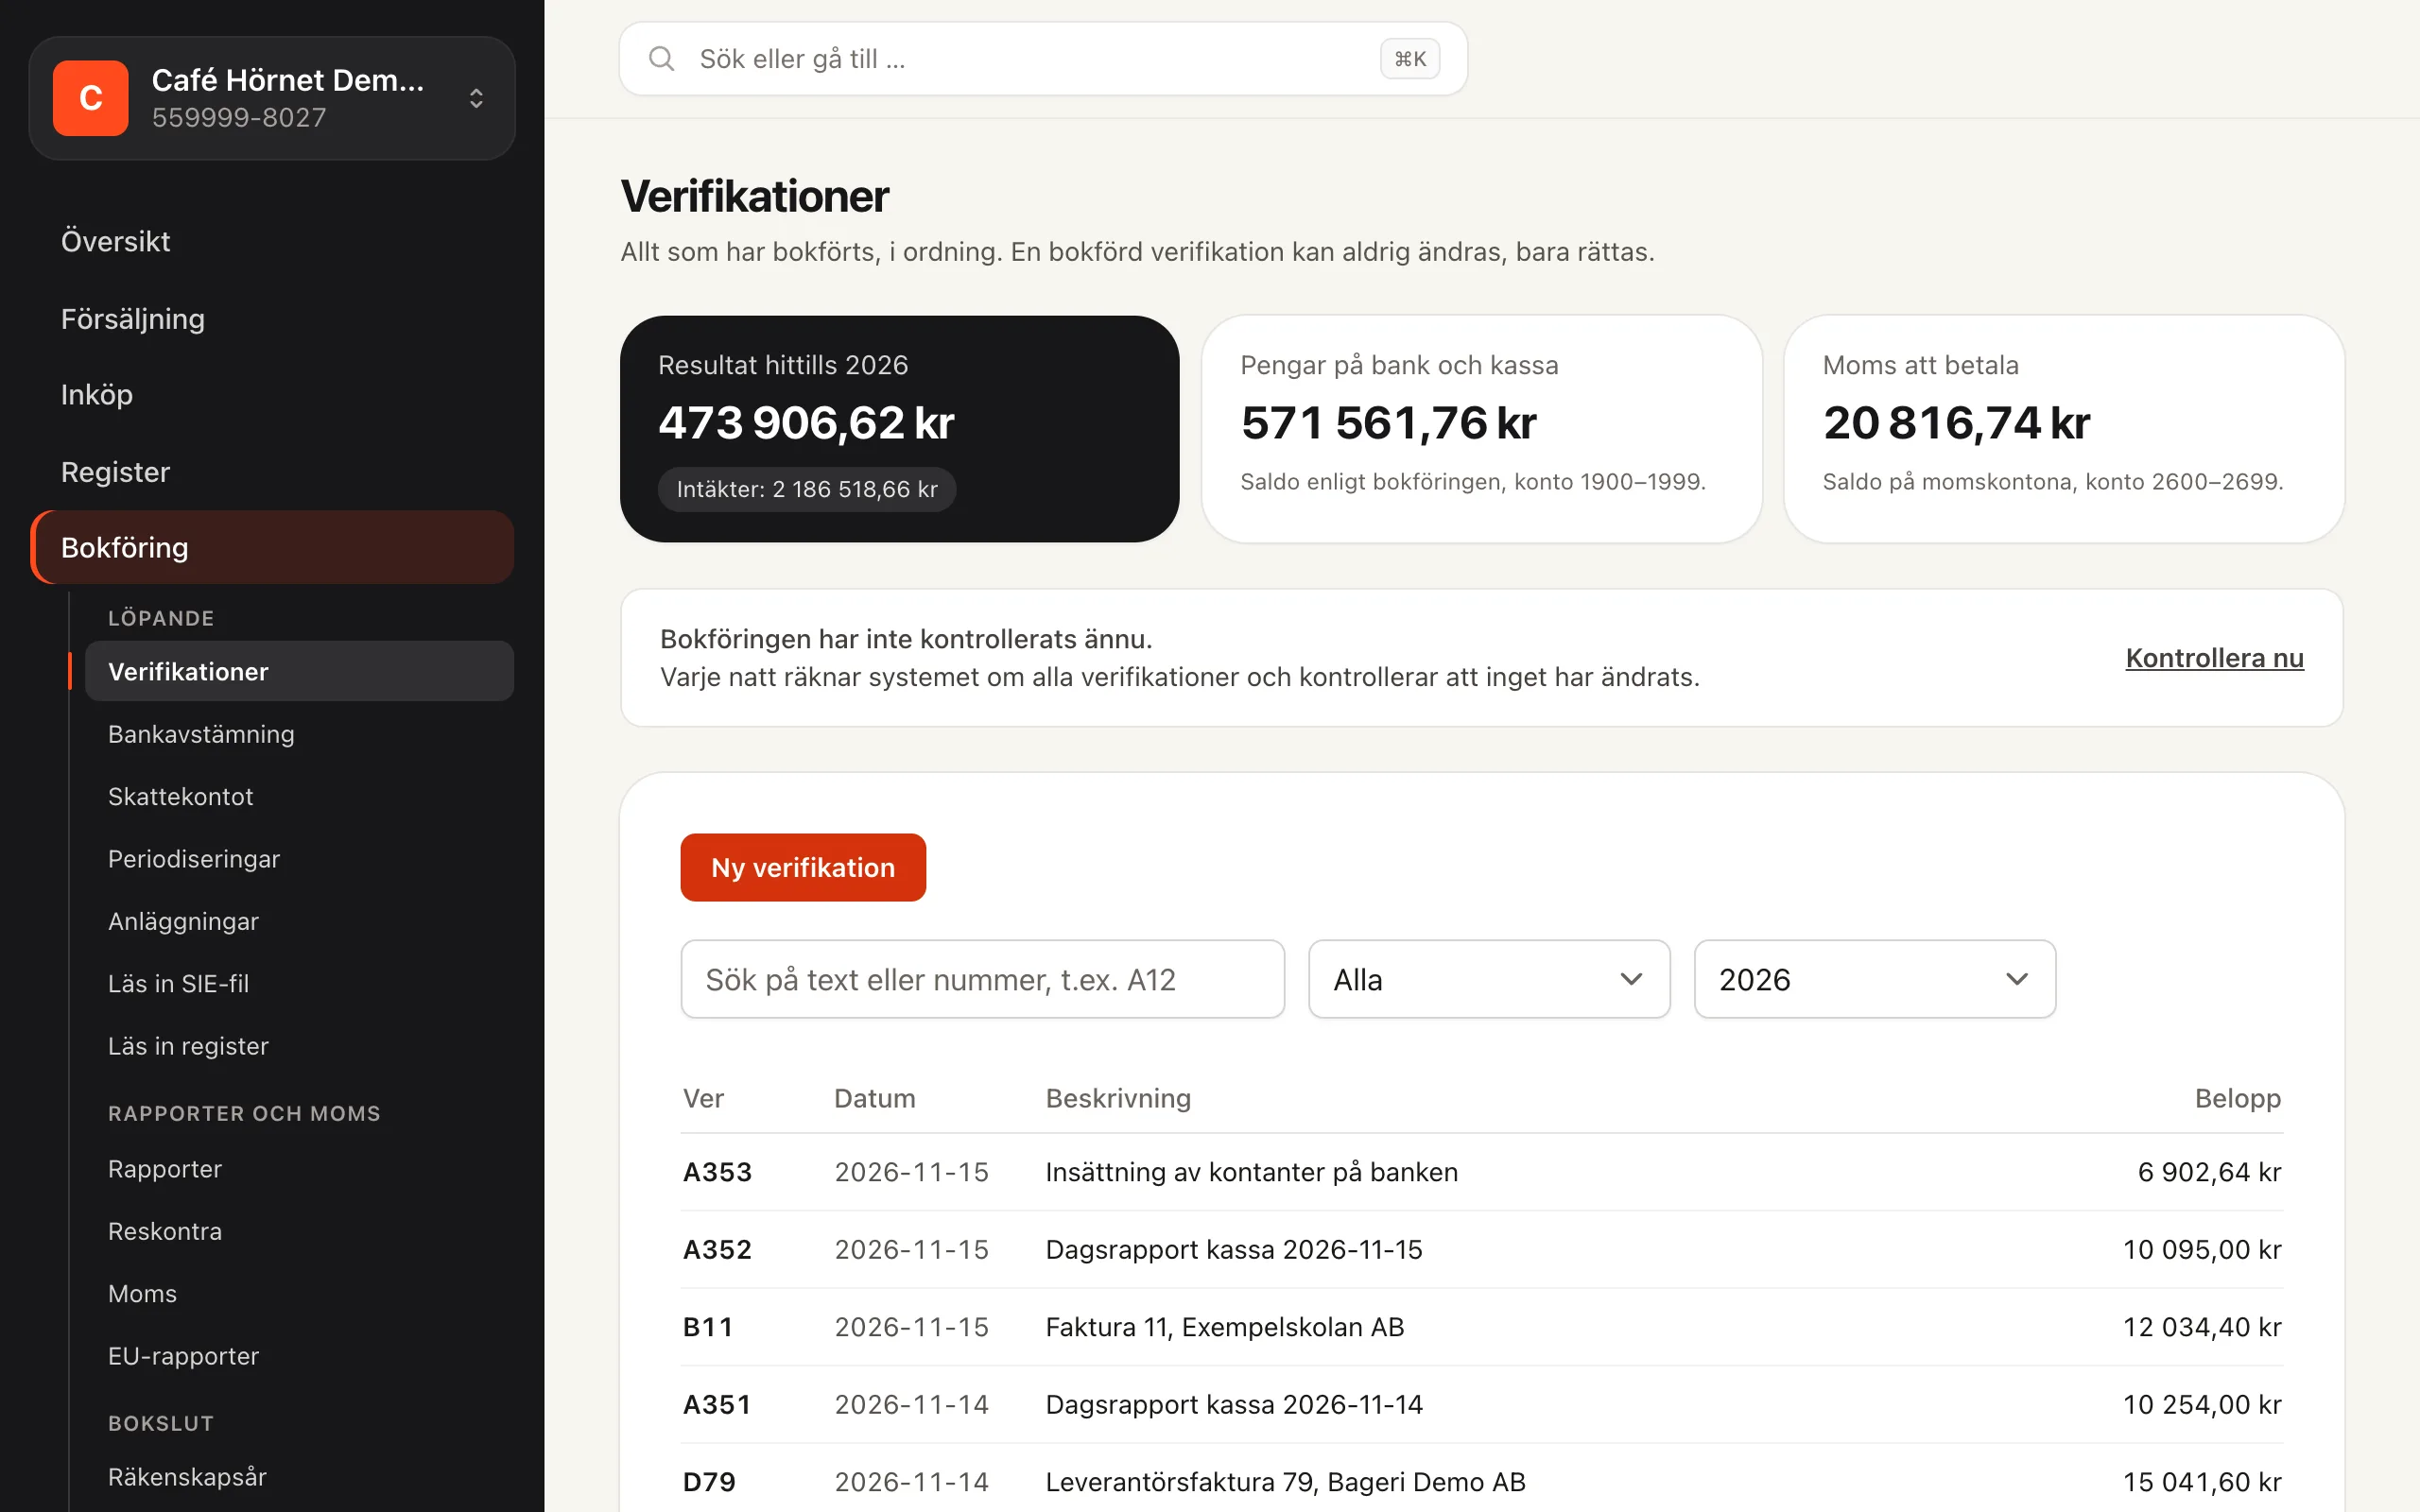 C
Café Hörnet Dem...
559999-8027
Översikt
Försäljning
Inköp
Register
Bokföring
LÖPANDE
Verifikationer
Bankavstämning
Skattekontot
Periodiseringar
Anläggningar
Läs in SIE-fil
Läs in register
RAPPORTER OCH MOMS
Rapporter
Reskontra
Moms
EU-rapporter
BOKSLUT
Räkenskapsår
Sök eller gå till ...
⌘K
Verifikationer
Allt som har bokförts, i ordning. En bokförd verifikation kan aldrig ändras, bara rättas.
Resultat hittills 2026
473 906,62 kr
Intäkter: 2 186 518,66 kr
Pengar på bank och kassa
571 561,76 kr
Saldo enligt bokföringen, konto 1900–1999.
Moms att betala
20 816,74 kr
Saldo på momskontona, konto 2600–2699.
Bokföringen har inte kontrollerats ännu.
Varje natt räknar systemet om alla verifikationer och kontrollerar att inget har ändrats.
Kontrollera nu
Ny verifikation
Sök på text eller nummer, t.ex. A12
Alla
2026
Ver Datum Beskrivning Belopp
A353 2026-11-15 Insättning av kontanter på banken 6 902,64 kr
A352 2026-11-15 Dagsrapport kassa 2026-11-15 10 095,00 kr
B11 2026-11-15 Faktura 11, Exempelskolan AB 12 034,40 kr
A351 2026-11-14 Dagsrapport kassa 2026-11-14 10 254,00 kr
D79 2026-11-14 Leverantörsfaktura 79, Bageri Demo AB 15 041,60 kr